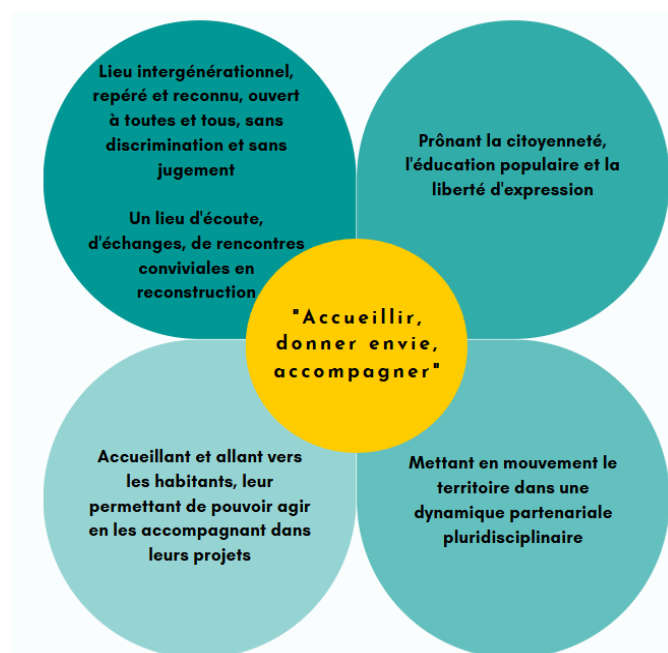 Lieu intergénérationnel,
repéré et reconnu, ouvert
à toutes et tous, sans
discrimination et sans
jugement
Un lieu d'écoute,
d'échanges, de rencontres
conviviales en
reconstruction
Prônant la citoyenneté,
l'éducation populaire et la
liberté d'expression
"Accueillir,
donner envie,
accompagner"
Accueillant et allant vers
les habitants, leur
permettant de pouvoir agir
en les accompagnant dans
leurs projets
Mettant en mouvement le
territoire dans une
dynamique partenariale
pluridisciplinaire